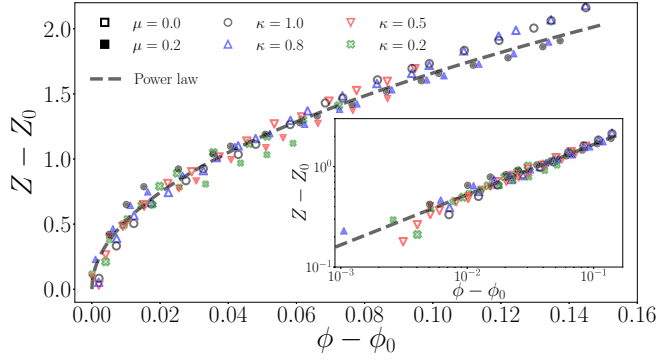 2.0
1.5
1.0
0.5
0.0
Z − Z₀
μ = 0.0 κ = 1.0 κ = 0.5
μ = 0.2 κ = 0.8 κ = 0.2
Power law
10⁰
10⁻¹
Z − Z₀
10⁻³ 10⁻² 10⁻¹
ϕ − ϕ₀
0.00 0.02 0.04 0.06 0.08 0.10 0.12 0.14 0.16
ϕ − ϕ₀